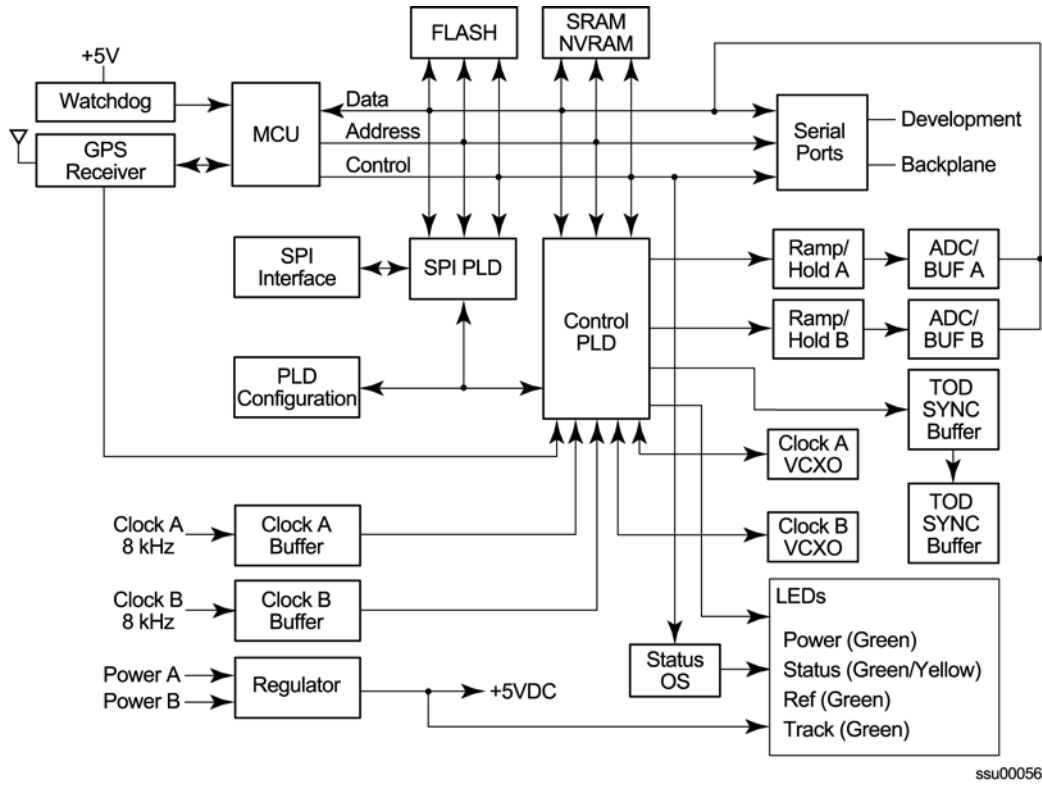 FLASH
SRAM
NVRAM
+5V
Watchdog
MCU
Data
Address
Control
GPS
Receiver
Serial
Ports
Development
Backplane
SPI
Interface
SPI PLD
Control
PLD
Ramp/
Hold A
ADC/
BUF A
Ramp/
Hold B
ADC/
BUF B
PLD
Configuration
TOD
SYNC
Buffer
Clock A
VCXO
TOD
SYNC
Buffer
Clock B
VCXO
Clock A
8 kHz
Clock A
Buffer
Clock B
8 kHz
Clock B
Buffer
Power A
Power B
Regulator
+5VDC
Status
OS
LEDs
Power (Green)
Status (Green/Yellow)
Ref (Green)
Track (Green)
ssu00056